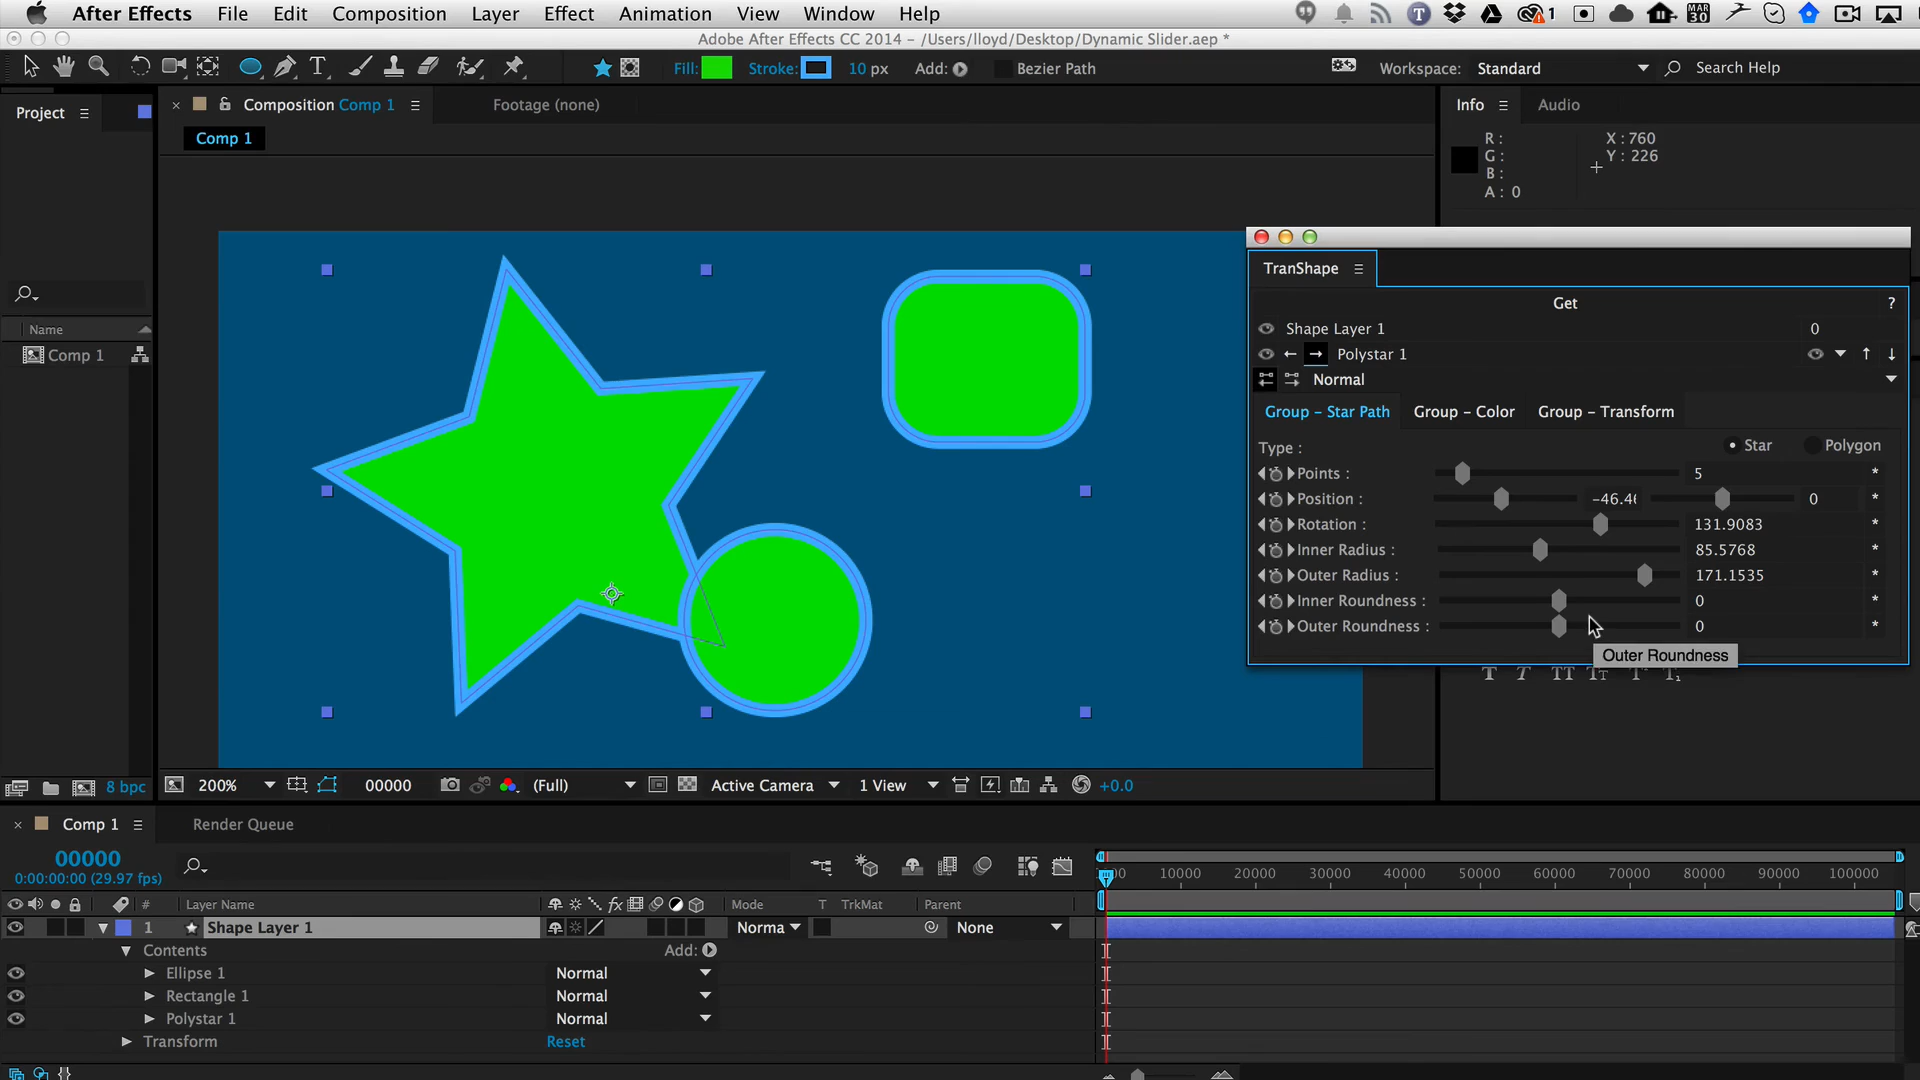 After Effects File Edit Composition Layer Effect Animation View Window Help T 1 MAR 30
Adobe After Effects CC 2014 – /Users/lloyd/Desktop/Dynamic Slider.aep *
T Fill: Stroke: 10 px Add: Bezier Path Workspace: Standard Search Help
Project
× Composition Comp 1 Footage (none)
Info Audio
Comp 1
R :
G :
B :
A : 0
X : 760
Y : 226
TranShape
Get ?
Shape Layer 1 0
← → Polystar 1 ↑ ↓
Normal
Group – Star Path Group – Color Group – Transform
Type : Star Polygon
Points : 5 *
Position : -46.46 0 *
Rotation : 131.9083 *
Inner Radius : 85.5768 *
Outer Radius : 171.1535 *
Inner Roundness : 0 *
Outer Roundness : 0 *
Outer Roundness
T T TT
Name
Comp 1
8 bpc
200% 00000 (Full) Active Camera 1 View +0.0
× Comp 1 Render Queue
00000
0:00:00:00 (29.97 fps)
10000 20000 30000 40000 50000 60000 70000 80000 90000 100000
# Layer Name fx Mode T TrkMat Parent
1 Shape Layer 1 Norma None
Contents Add:
Ellipse 1 Normal
Rectangle 1 Normal
Polystar 1 Normal
Transform Reset